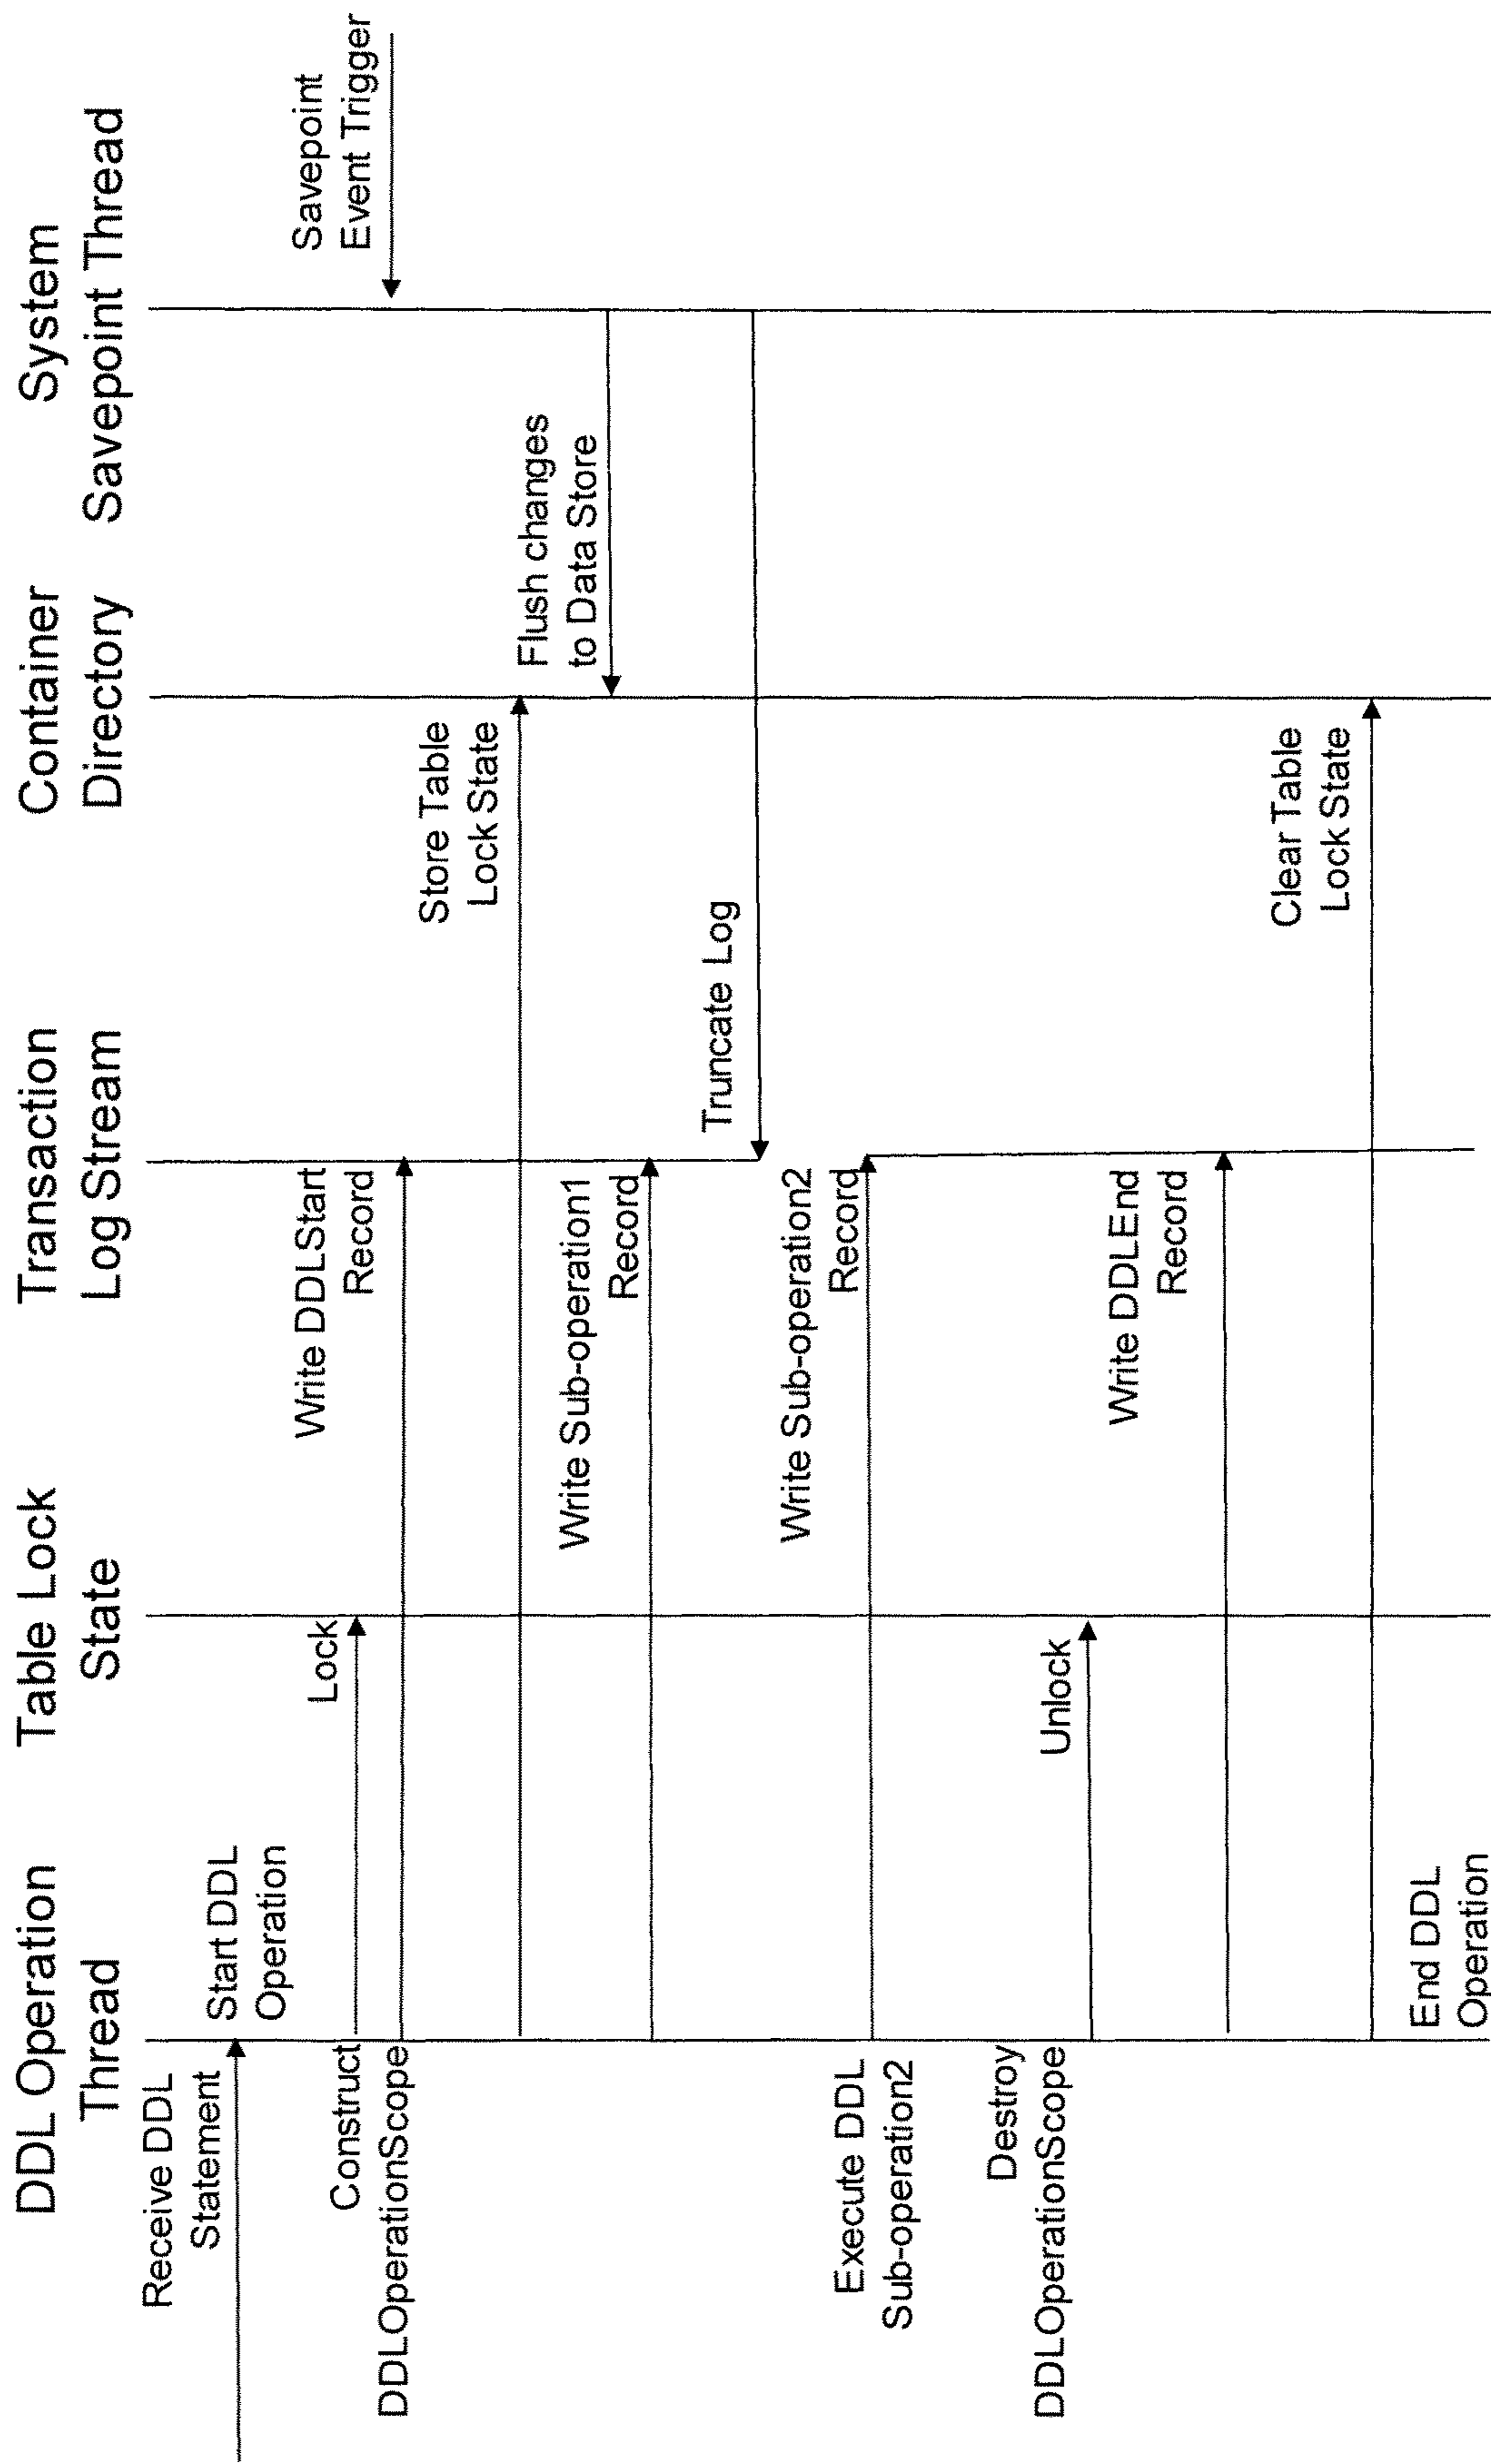 DDL Operation
Thread
Table Lock
State
Transaction
Log Stream
Container
Directory
System
Savepoint Thread
Receive DDL
Statement
Start DDL
Operation
Construct
DDLOperationScope
Lock
Write DDLStart
Record
Savepoint
Event Trigger
Store Table
Lock State
Flush changes
to Data Store
Write Sub-operation1
Record
Truncate Log
Execute DDL
Sub-operation2
Write Sub-operation2
Record
Destroy
DDLOperationScope
Unlock
Write DDLEnd
Record
Clear Table
Lock State
End DDL
Operation